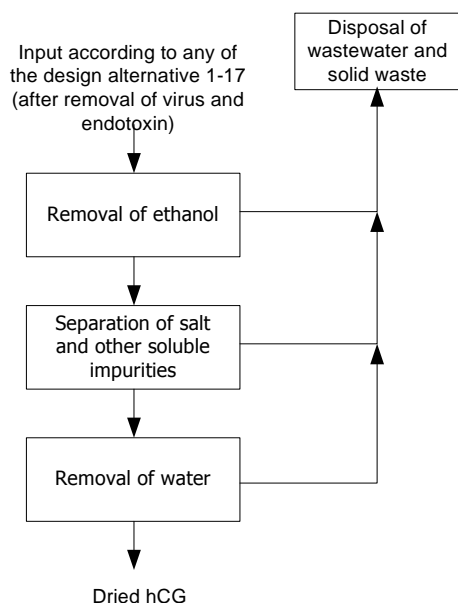 Input according to any of
the design alternative 1-17
(after removal of virus and
endotoxin)
Disposal of
wastewater and
solid waste
Removal of ethanol
Separation of salt
and other soluble
impurities
Removal of water
Dried hCG